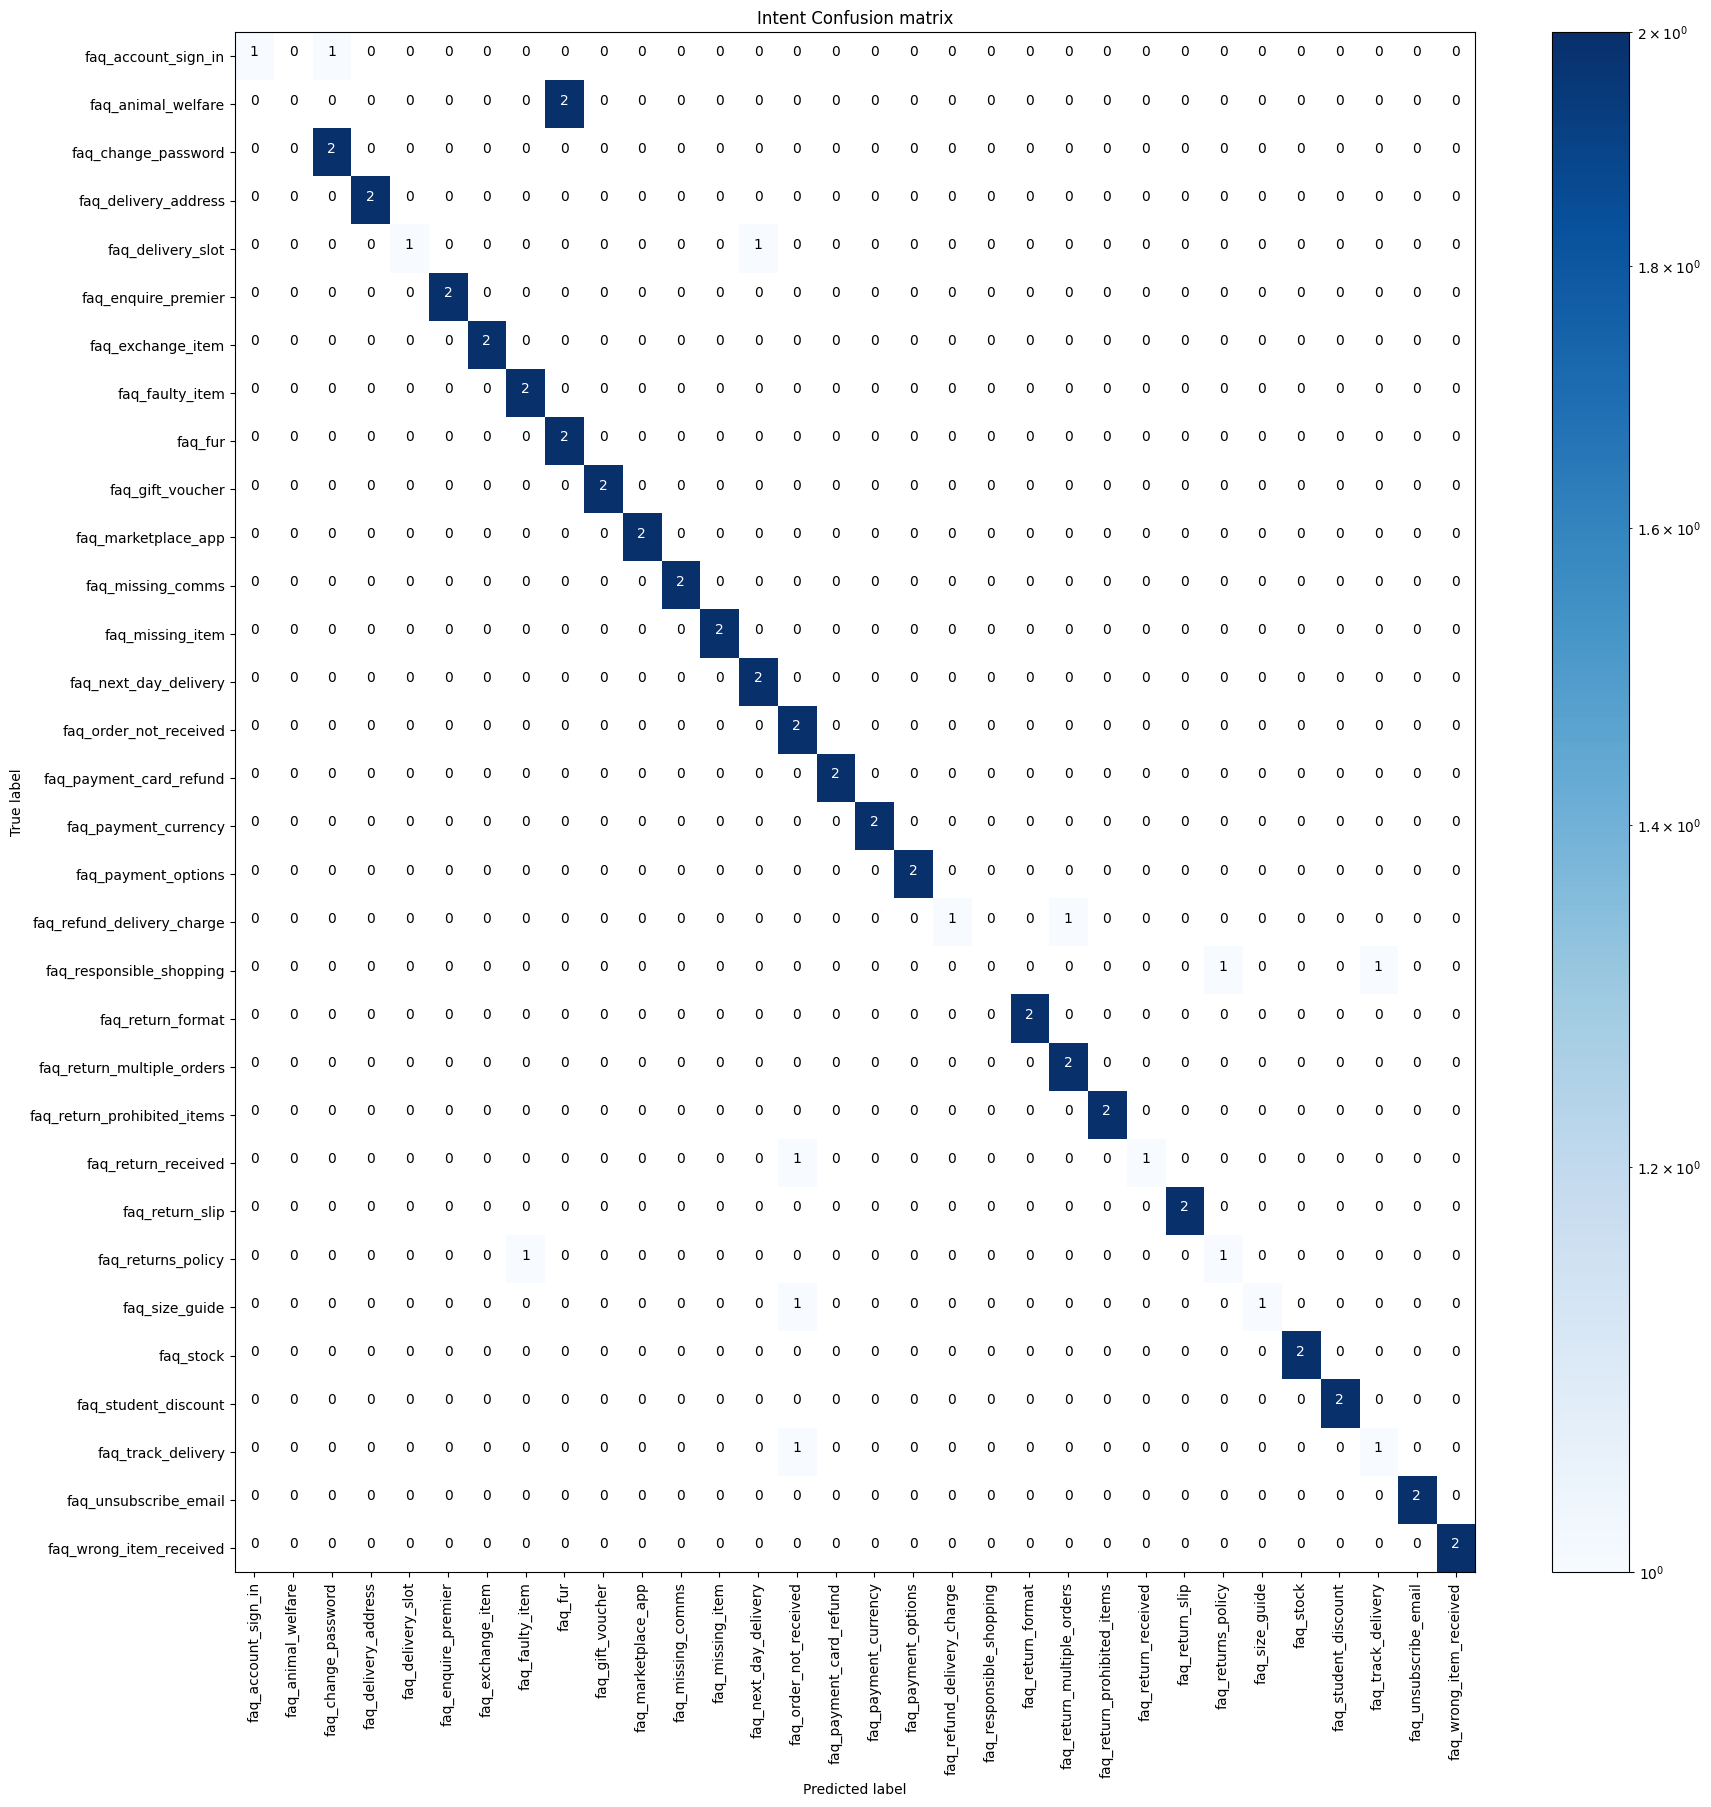 Intent Confusion matrix
faq_account_sign_in 1 0 1 0 0 0 0 0 0 0 0 0 0 0 0 0 0 0 0 0 0 0 0 0 0 0 0 0 0 0 0 0
faq_animal_welfare 0 0 0 0 0 0 0 0 2 0 0 0 0 0 0 0 0 0 0 0 0 0 0 0 0 0 0 0 0 0 0 0
faq_change_password 0 0 2 0 0 0 0 0 0 0 0 0 0 0 0 0 0 0 0 0 0 0 0 0 0 0 0 0 0 0 0 0
faq_delivery_address 0 0 0 2 0 0 0 0 0 0 0 0 0 0 0 0 0 0 0 0 0 0 0 0 0 0 0 0 0 0 0 0
faq_delivery_slot 0 0 0 0 1 0 0 0 0 0 0 0 0 1 0 0 0 0 0 0 0 0 0 0 0 0 0 0 0 0 0 0
faq_enquire_premier 0 0 0 0 0 2 0 0 0 0 0 0 0 0 0 0 0 0 0 0 0 0 0 0 0 0 0 0 0 0 0 0
faq_exchange_item 0 0 0 0 0 0 2 0 0 0 0 0 0 0 0 0 0 0 0 0 0 0 0 0 0 0 0 0 0 0 0 0
faq_faulty_item 0 0 0 0 0 0 0 2 0 0 0 0 0 0 0 0 0 0 0 0 0 0 0 0 0 0 0 0 0 0 0 0
faq_fur 0 0 0 0 0 0 0 0 2 0 0 0 0 0 0 0 0 0 0 0 0 0 0 0 0 0 0 0 0 0 0 0
faq_gift_voucher 0 0 0 0 0 0 0 0 0 2 0 0 0 0 0 0 0 0 0 0 0 0 0 0 0 0 0 0 0 0 0 0
faq_marketplace_app 0 0 0 0 0 0 0 0 0 0 2 0 0 0 0 0 0 0 0 0 0 0 0 0 0 0 0 0 0 0 0 0
faq_missing_comms 0 0 0 0 0 0 0 0 0 0 0 2 0 0 0 0 0 0 0 0 0 0 0 0 0 0 0 0 0 0 0 0
faq_missing_item 0 0 0 0 0 0 0 0 0 0 0 0 2 0 0 0 0 0 0 0 0 0 0 0 0 0 0 0 0 0 0 0
faq_next_day_delivery 0 0 0 0 0 0 0 0 0 0 0 0 0 2 0 0 0 0 0 0 0 0 0 0 0 0 0 0 0 0 0 0
faq_order_not_received 0 0 0 0 0 0 0 0 0 0 0 0 0 0 2 0 0 0 0 0 0 0 0 0 0 0 0 0 0 0 0 0
faq_payment_card_refund 0 0 0 0 0 0 0 0 0 0 0 0 0 0 0 2 0 0 0 0 0 0 0 0 0 0 0 0 0 0 0 0
faq_payment_currency 0 0 0 0 0 0 0 0 0 0 0 0 0 0 0 0 2 0 0 0 0 0 0 0 0 0 0 0 0 0 0 0
faq_payment_options 0 0 0 0 0 0 0 0 0 0 0 0 0 0 0 0 0 2 0 0 0 0 0 0 0 0 0 0 0 0 0 0
faq_refund_delivery_charge 0 0 0 0 0 0 0 0 0 0 0 0 0 0 0 0 0 0 1 0 0 1 0 0 0 0 0 0 0 0 0 0
faq_responsible_shopping 0 0 0 0 0 0 0 0 0 0 0 0 0 0 0 0 0 0 0 0 0 0 0 0 0 1 0 0 0 1 0 0
faq_return_format 0 0 0 0 0 0 0 0 0 0 0 0 0 0 0 0 0 0 0 0 2 0 0 0 0 0 0 0 0 0 0 0
faq_return_multiple_orders 0 0 0 0 0 0 0 0 0 0 0 0 0 0 0 0 0 0 0 0 0 2 0 0 0 0 0 0 0 0 0 0
faq_return_prohibited_items 0 0 0 0 0 0 0 0 0 0 0 0 0 0 0 0 0 0 0 0 0 0 2 0 0 0 0 0 0 0 0 0
faq_return_received 0 0 0 0 0 0 0 0 0 0 0 0 0 0 1 0 0 0 0 0 0 0 0 1 0 0 0 0 0 0 0 0
faq_return_slip 0 0 0 0 0 0 0 0 0 0 0 0 0 0 0 0 0 0 0 0 0 0 0 0 2 0 0 0 0 0 0 0
faq_returns_policy 0 0 0 0 0 0 0 1 0 0 0 0 0 0 0 0 0 0 0 0 0 0 0 0 0 1 0 0 0 0 0 0
faq_size_guide 0 0 0 0 0 0 0 0 0 0 0 0 0 0 1 0 0 0 0 0 0 0 0 0 0 0 1 0 0 0 0 0
faq_stock 0 0 0 0 0 0 0 0 0 0 0 0 0 0 0 0 0 0 0 0 0 0 0 0 0 0 0 2 0 0 0 0
faq_student_discount 0 0 0 0 0 0 0 0 0 0 0 0 0 0 0 0 0 0 0 0 0 0 0 0 0 0 0 0 2 0 0 0
faq_track_delivery 0 0 0 0 0 0 0 0 0 0 0 0 0 0 1 0 0 0 0 0 0 0 0 0 0 0 0 0 0 1 0 0
faq_unsubscribe_email 0 0 0 0 0 0 0 0 0 0 0 0 0 0 0 0 0 0 0 0 0 0 0 0 0 0 0 0 0 0 2 0
faq_wrong_item_received 0 0 0 0 0 0 0 0 0 0 0 0 0 0 0 0 0 0 0 0 0 0 0 0 0 0 0 0 0 0 0 2
True label
faq_account_sign_in
faq_animal_welfare
faq_change_password
faq_delivery_address
faq_delivery_slot
faq_enquire_premier
faq_exchange_item
faq_faulty_item
faq_fur
faq_gift_voucher
faq_marketplace_app
faq_missing_comms
faq_missing_item
faq_next_day_delivery
faq_order_not_received
faq_payment_card_refund
faq_payment_currency
faq_payment_options
faq_refund_delivery_charge
faq_responsible_shopping
faq_return_format
faq_return_multiple_orders
faq_return_prohibited_items
faq_return_received
faq_return_slip
faq_returns_policy
faq_size_guide
faq_stock
faq_student_discount
faq_track_delivery
faq_unsubscribe_email
faq_wrong_item_received
Predicted label
2 × 10⁰
1.8 × 10⁰
1.6 × 10⁰
1.4 × 10⁰
1.2 × 10⁰
10⁰